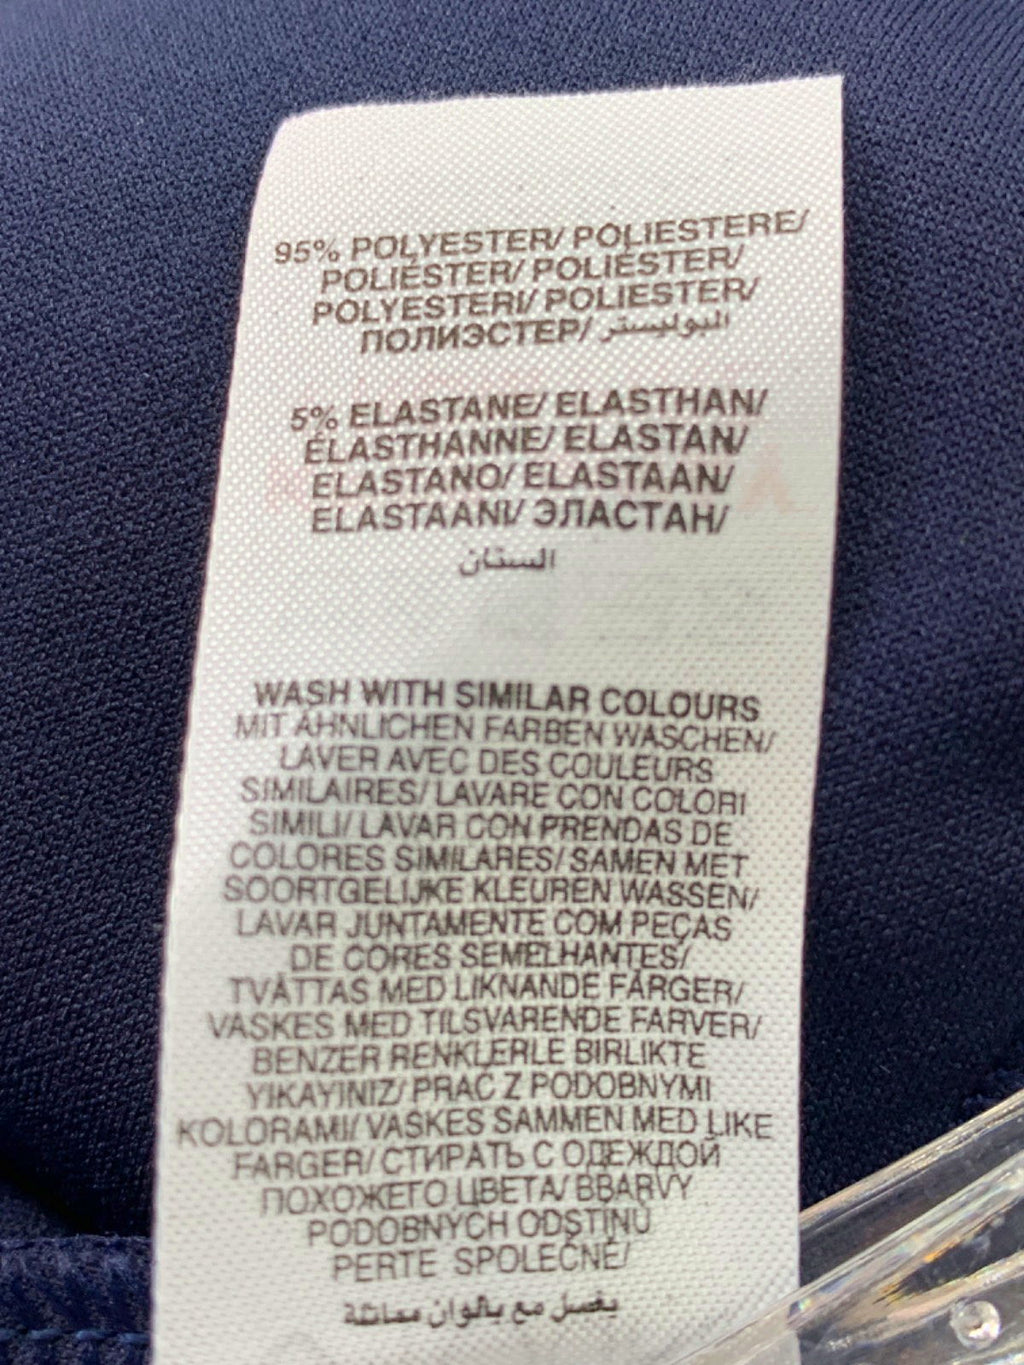 95% POLYESTER/ POLIESTERE/
POLIÉSTER/ POLIÉSTER/
POLYESTERI/ POLIESTER/
ПОЛИЭСТЕР/ البوليستر
5% ELASTANE/ ELASTHAN/
ÉLASTHANNE/ ELASTAN/
ELASTANO/ ELASTAAN/
ELASTAANI/ ЭЛАСТАН/
الستان
WASH WITH SIMILAR COLOURS
MIT ÄHNLICHEN FARBEN WASCHEN/
LAVER AVEC DES COULEURS
SIMILAIRES/ LAVARE CON COLORI
SIMILI/ LAVAR CON PRENDAS DE
COLORES SIMILARES/ SAMEN MET
SOORTGELIJKE KLEUREN WASSEN/
LAVAR JUNTAMENTE COM PEÇAS
DE CORES SEMELHANTES/
TVÄTTAS MED LIKNANDE FÄRGER/
VASKES MED TILSVARENDE FARVER/
BENZER RENKLERLE BIRLIKTE
YIKAYINIZ/ PRAĆ Z PODOBNYMI
KOLORAMI/ VASKES SAMMEN MED LIKE
FARGER/ СТИРАТЬ С ОДЕЖДОЙ
ПОХОЖЕГО ЦВЕТА/ BBARVY
PODOBNÝCH ODSTÍNŮ
PERTE SPOLEČNĚ/
يغسل مع بالوان مماثلة